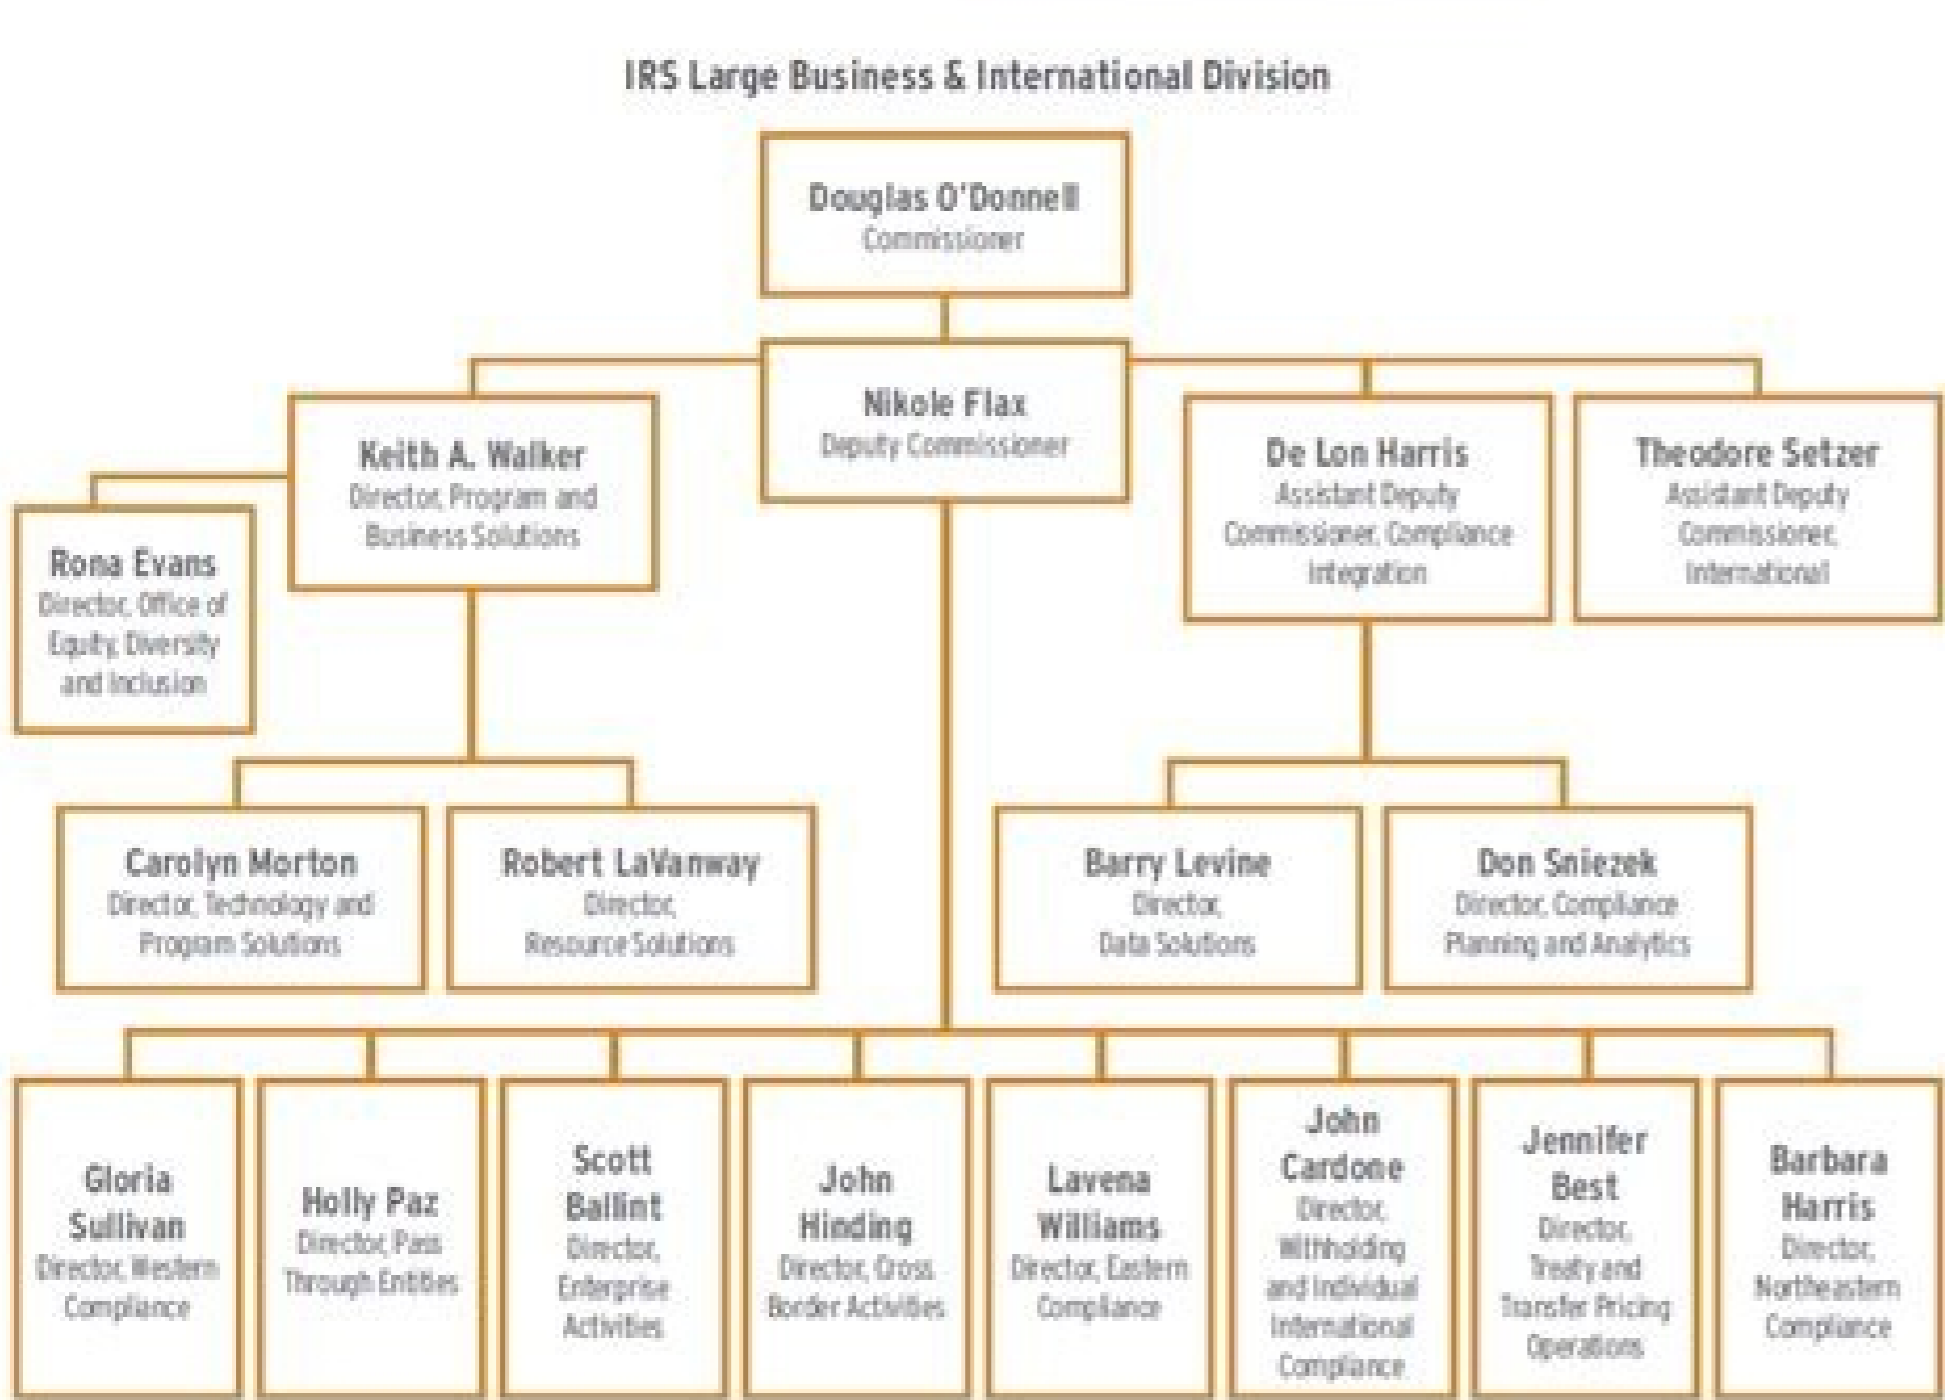 IRS Large Business & International Division
Douglas O'Donnell
Commissioner
Nikole Flax
Deputy Commissioner
Keith A. Walker
Director, Program and
Business Solutions
De Lon Harris
Assistant Deputy
Commissioner, Compliance
Integration
Theodore Setzer
Assistant Deputy
Commissioner,
International
Rona Evans
Director, Office of
Equity, Diversity
and Inclusion
Carolyn Morton
Director, Technology and
Program Solutions
Robert LaVanway
Director,
Resource Solutions
Barry Levine
Director,
Data Solutions
Don Sniezek
Director, Compliance
Planning and Analytics
Gloria
Sullivan
Director, Western
Compliance
Holly Paz
Director, Pass
Through Entities
Scott
Ballint
Director,
Enterprise
Activities
John
Hinding
Director, Cross
Border Activities
Lavena
Williams
Director, Eastern
Compliance
John
Cardone
Director,
Withholding
and Individual
International
Compliance
Jennifer
Best
Director,
Treaty and
Transfer Pricing
Operations
Barbara
Harris
Director,
Northeastern
Compliance